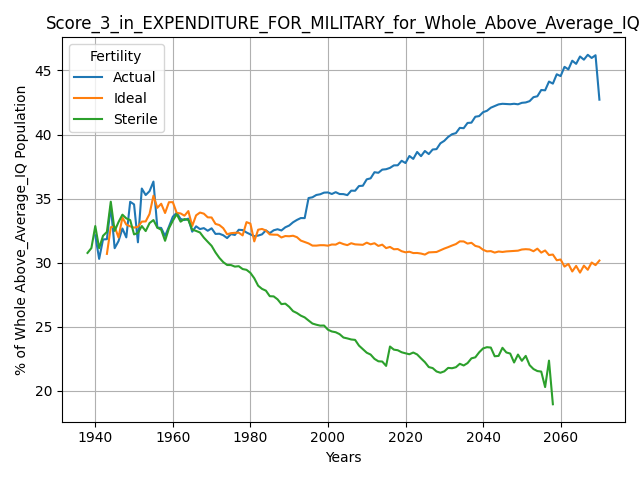 Score_3_in_EXPENDITURE_FOR_MILITARY_for_Whole_Above_Average_IQ
Fertility
Actual
Ideal
Sterile
% of Whole Above_Average_IQ Population
45
40
35
30
25
20
1940
1960
1980
2000
2020
2040
2060
Years